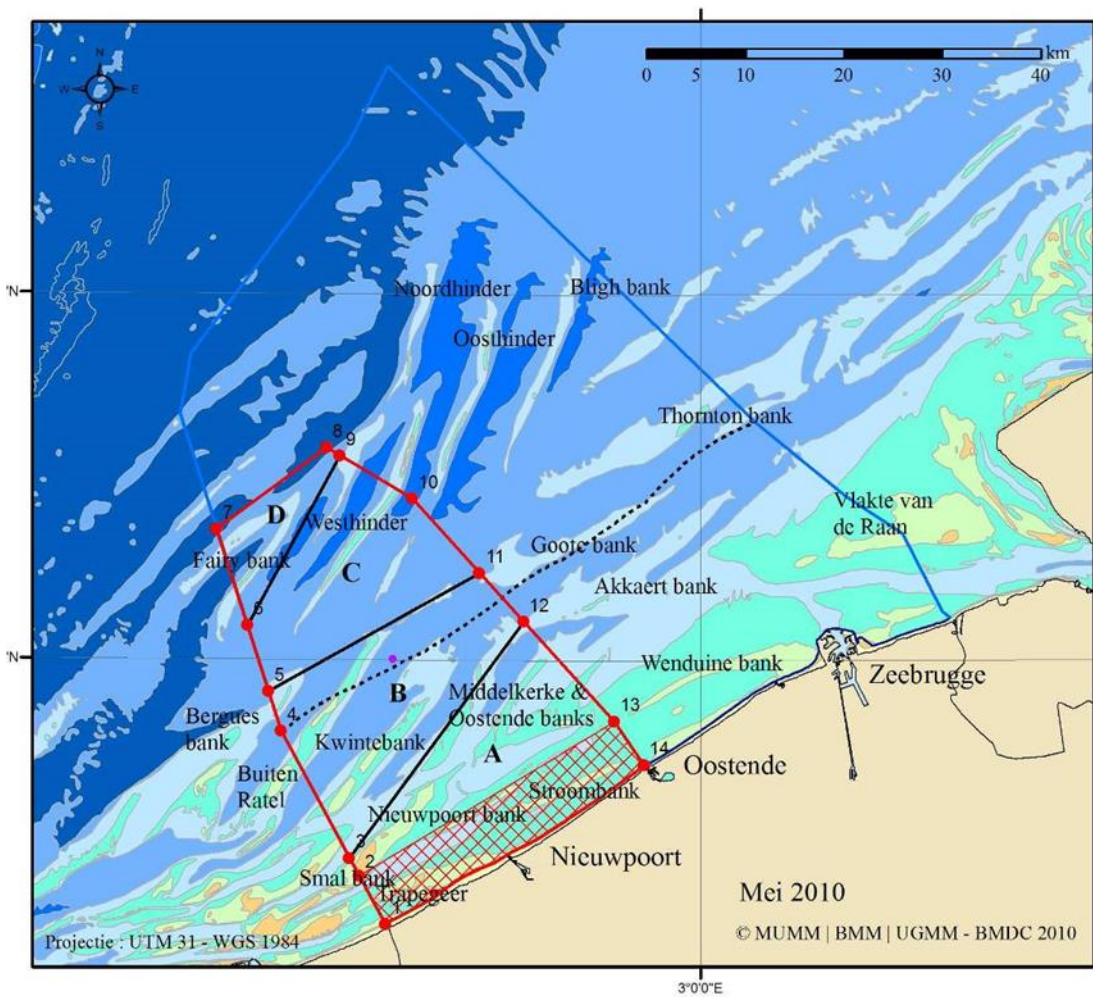 N
W E
S
km
0 5 10 20 30 40
'N
Noordhinder
Bligh bank
Oosthinder
Thornton bank
8
9
10
Westhinder
D
7
Vlakte van
de Raan
Fairy bank
C
Goote bank
11
Akkaert bank
12
6
'N
Wenduine bank
Zeebrugge
5
B
Middelkerke &
Oostende banks
13
Bergues
bank
4
Kwintebank
A
14
Oostende
Buiten
Ratel
Stroombank
Nieuwpoort bank
3
Nieuwpoort
2
Smal bank
Trapegeer
1
Mei 2010
Projectie : UTM 31 - WGS 1984
© MUMM | BMM | UGMM - BMDC 2010
3°0'0"E